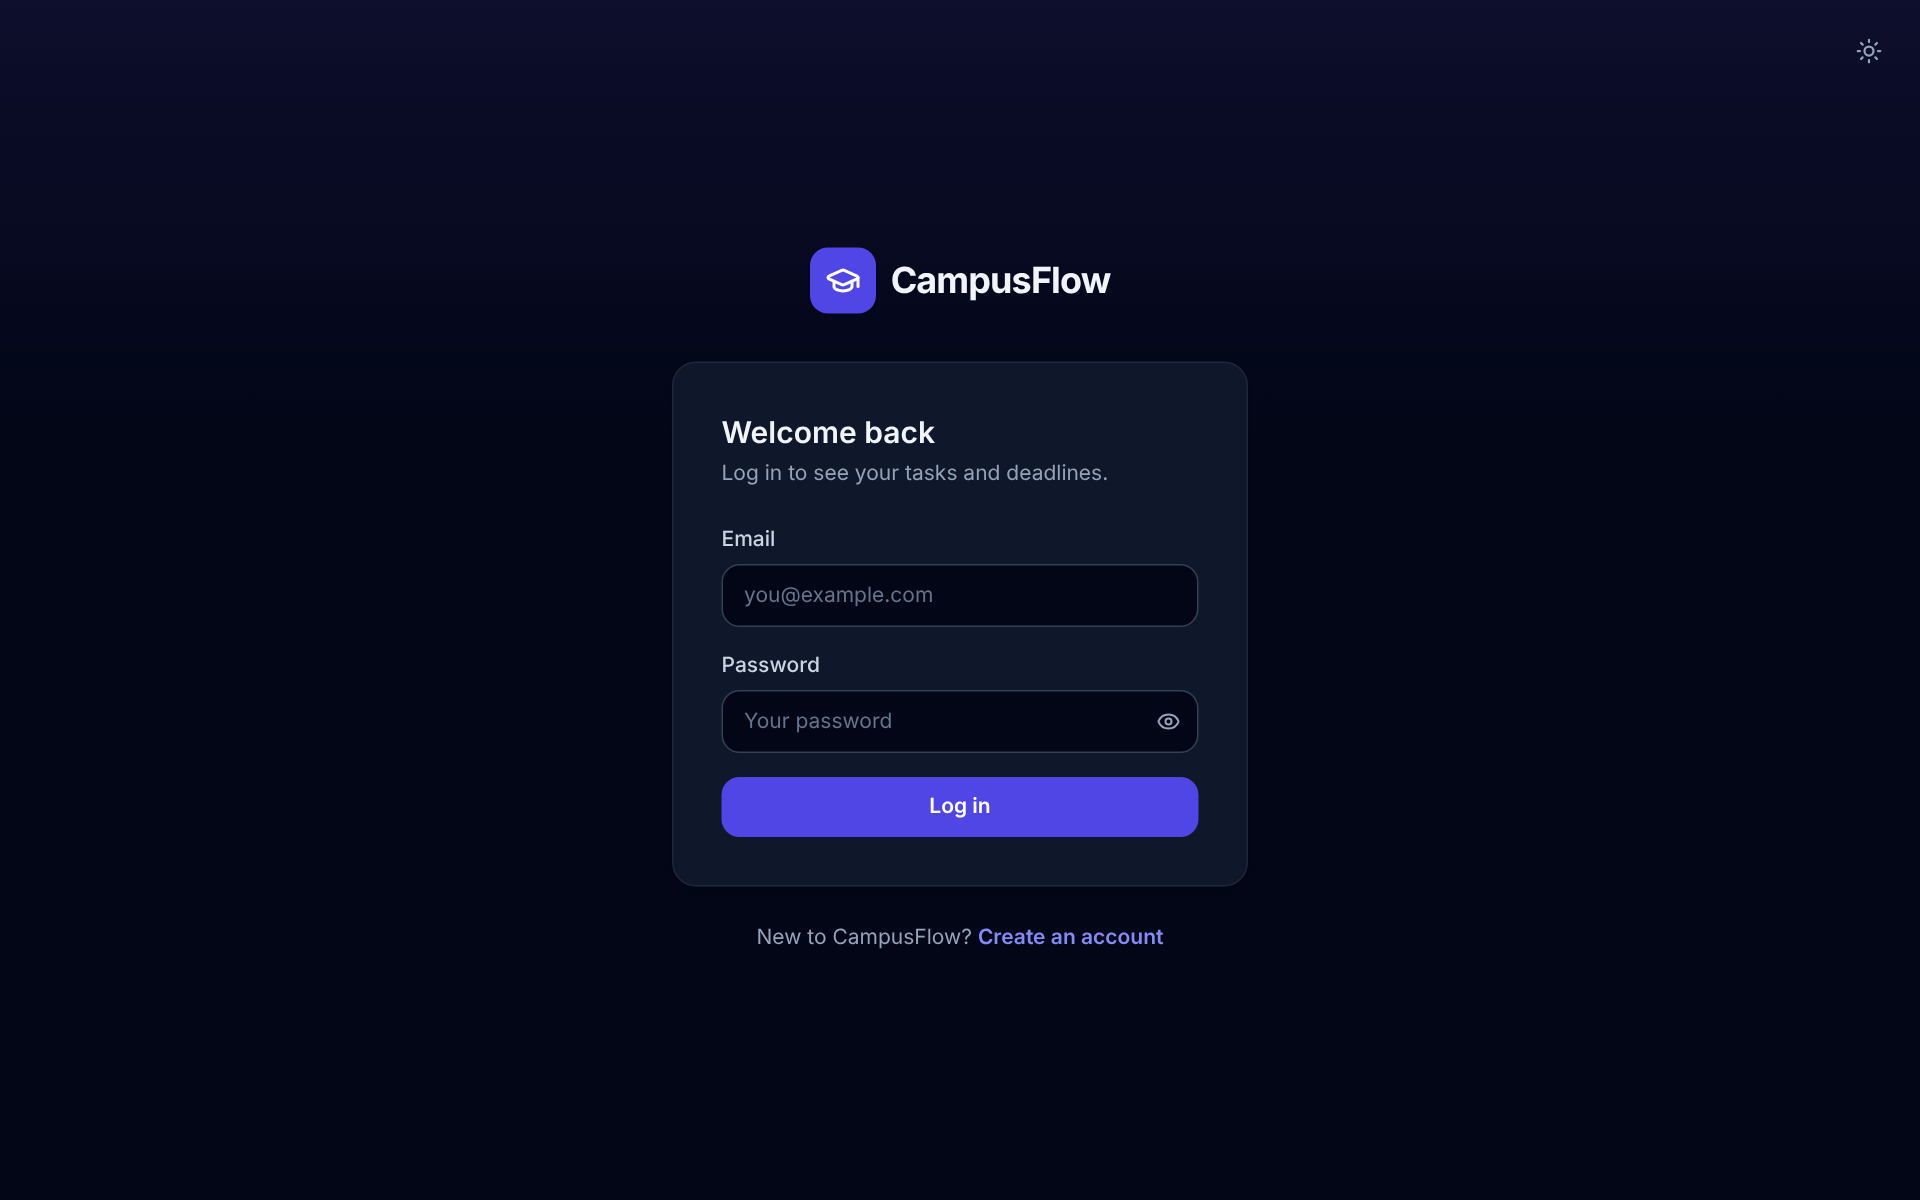 CampusFlow
Welcome back
Log in to see your tasks and deadlines.
Email
you@example.com
Password
Your password
Log in
New to CampusFlow? Create an account